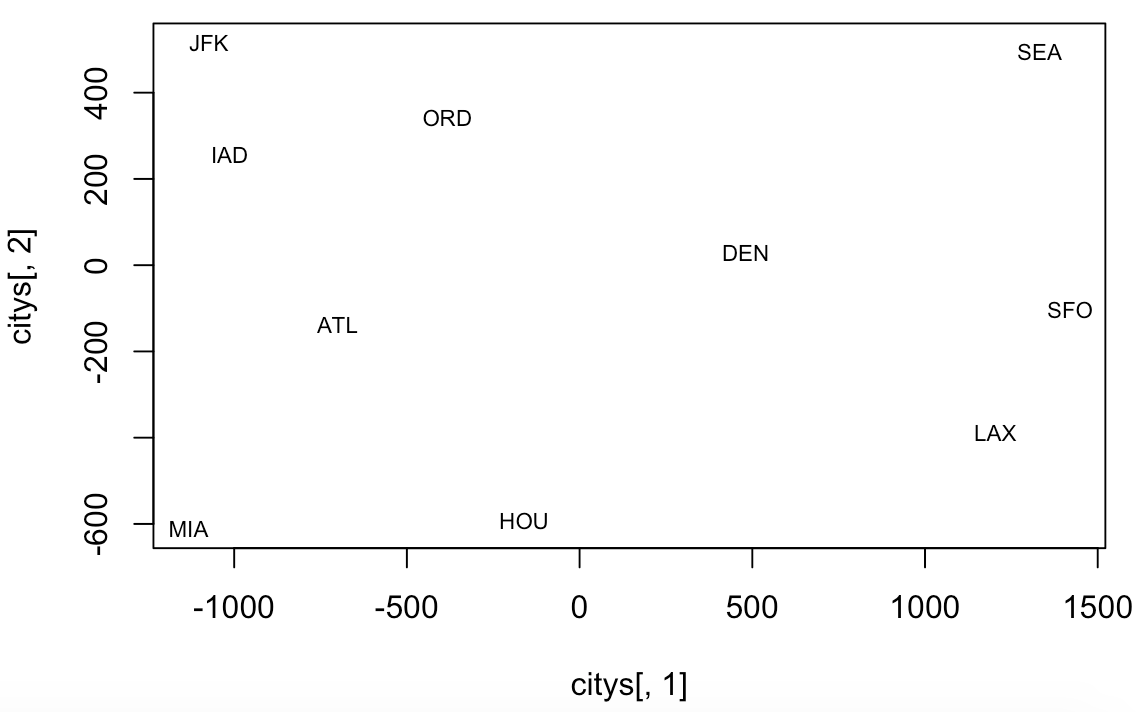 JFK
SEA
ORD
IAD
DEN
SFO
ATL
LAX
HOU
MIA
400
200
0
-200
-600
citys[, 2]
-1000
-500
0
500
1000
1500
citys[, 1]